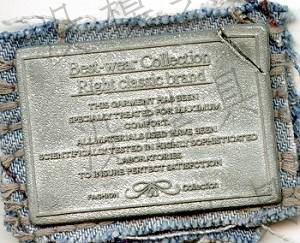 Best-wear Collection
Right classic brand
THIS GARMENT HAS BEEN
SPECIALLY TREATED FOR MAXIMUM
COMFORT.
ALL MATERIALS USED HAVE BEEN
SCIENTIFICALLY TESTED IN HIGHLY SOPHISTICATED
LABORATORIES
TO INSURE PERFECT
FASHION Collection